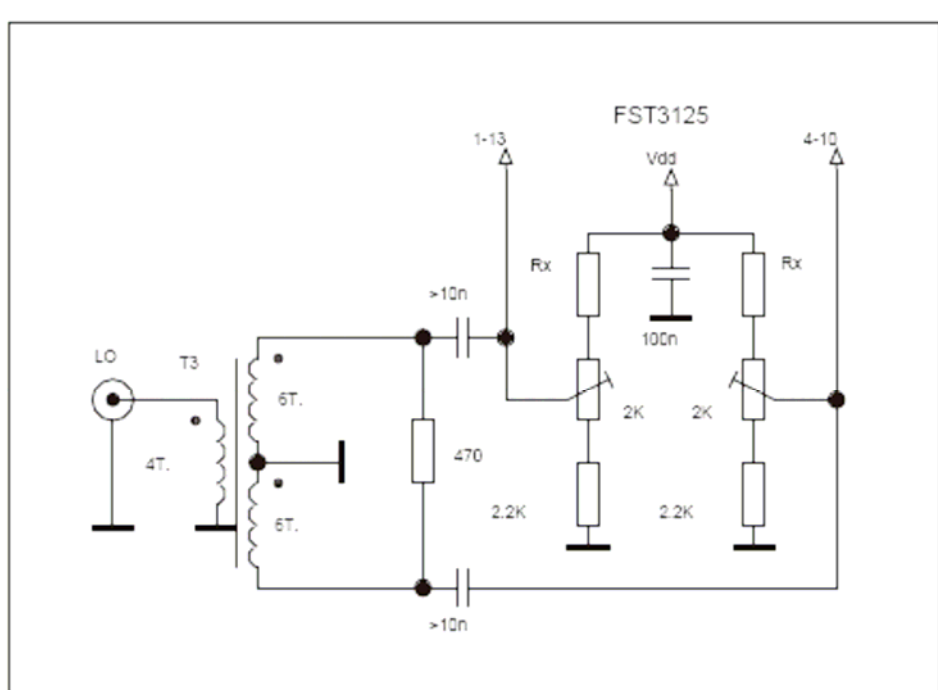 FST3125
1-13
4-10
Vdd
Rx
Rx
>10n
100n
LO
T3
6T.
2K
2K
4T.
470
6T.
2.2K
2.2K
>10n